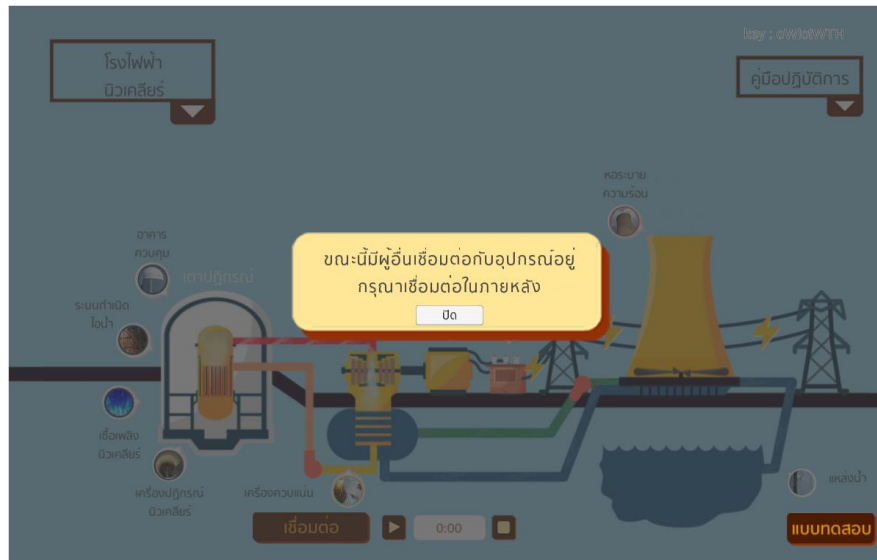 โรงไฟฟ้า
นิวเคลียร์
คู่มือปฏิบัติการ
หอระบาย
ความร้อน
อาคาร
ควบคุม
เตาปฏิกรณ์
ขณะนี้มีผู้อื่นเชื่อมต่อกับอุปกรณ์อยู่
กรุณาเชื่อมต่อในภายหลัง
ปิด
ระบบกำเนิด
ไอน้ำ
เชื้อเพลิง
นิวเคลียร์
เครื่องปฏิกรณ์
นิวเคลียร์
เครื่องควบแน่น
แหล่งน้ำ
เชื่อมต่อ
0:00
แบบทดสอบ